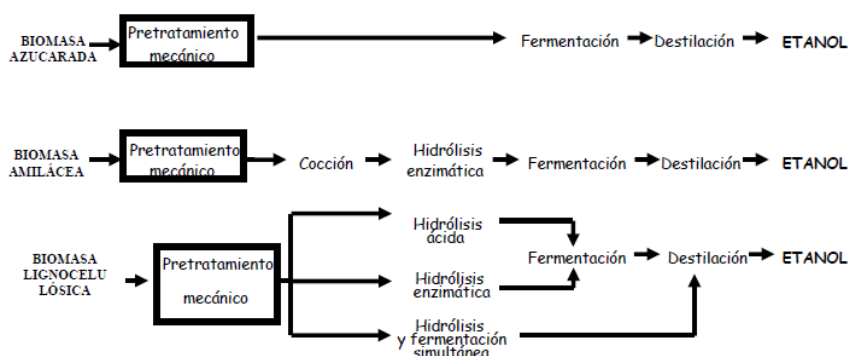 BIOMASA
AZUCARADA
Pretratamiento
mecánico
Fermentación
Destilación
ETANOL
BIOMASA
AMILÁCEA
Pretratamiento
mecánico
Cocción
Hidrólisis
enzimática
Fermentación
Destilación
ETANOL
BIOMASA
LIGNOCELU
LÓSICA
Pretratamiento
mecánico
Hidrólisis
ácida
Hidrólisis
enzimática
Hidrólisis
y fermentación
simultánea
Fermentación
Destilación
ETANOL